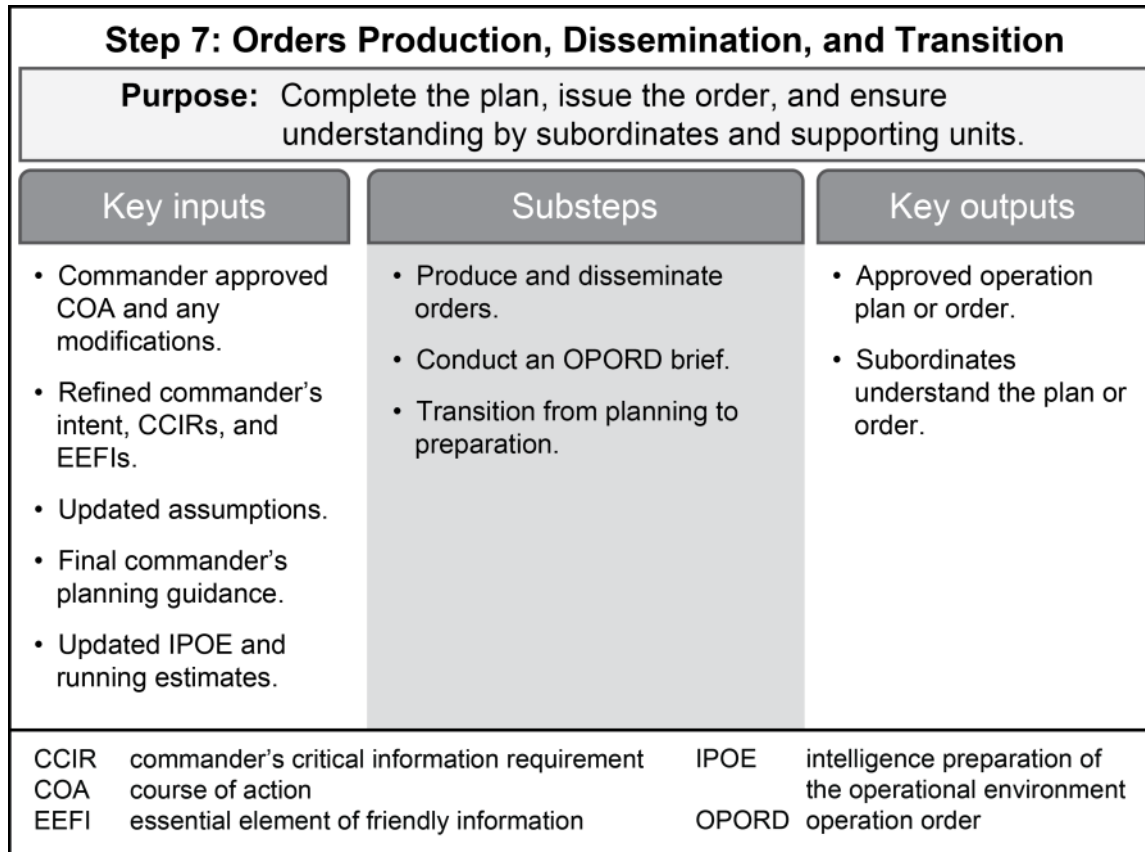 Step 7: Orders Production, Dissemination, and Transition
Purpose: Complete the plan, issue the order, and ensure
understanding by subordinates and supporting units.
Key inputs
• Commander approved
COA and any
modifications.
• Refined commander’s
intent, CCIRs, and
EEFIs.
• Updated assumptions.
• Final commander’s
planning guidance.
• Updated IPOE and
running estimates.
Substeps
• Produce and disseminate
orders.
• Conduct an OPORD brief.
• Transition from planning to
preparation.
Key outputs
• Approved operation
plan or order.
• Subordinates
understand the plan or
order.
CCIR commander’s critical information requirement
COA course of action
EEFI essential element of friendly information
IPOE intelligence preparation of
the operational environment
OPORD operation order